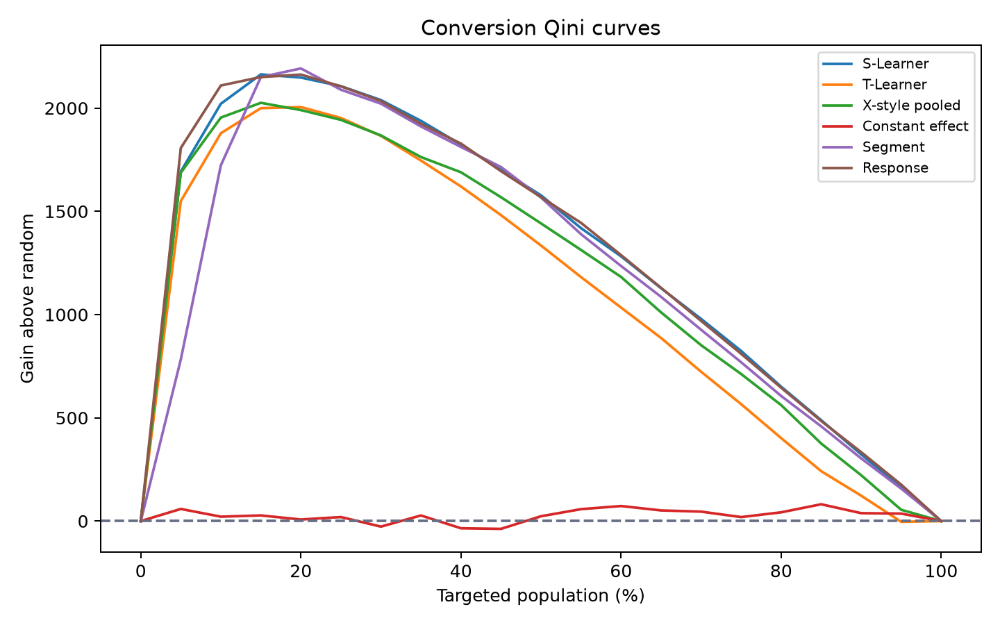 Conversion Qini curves
S-Learner
T-Learner
X-style pooled
Constant effect
Segment
Response
Gain above random
2000
1500
1000
500
0
0 20 40 60 80 100
Targeted population (%)